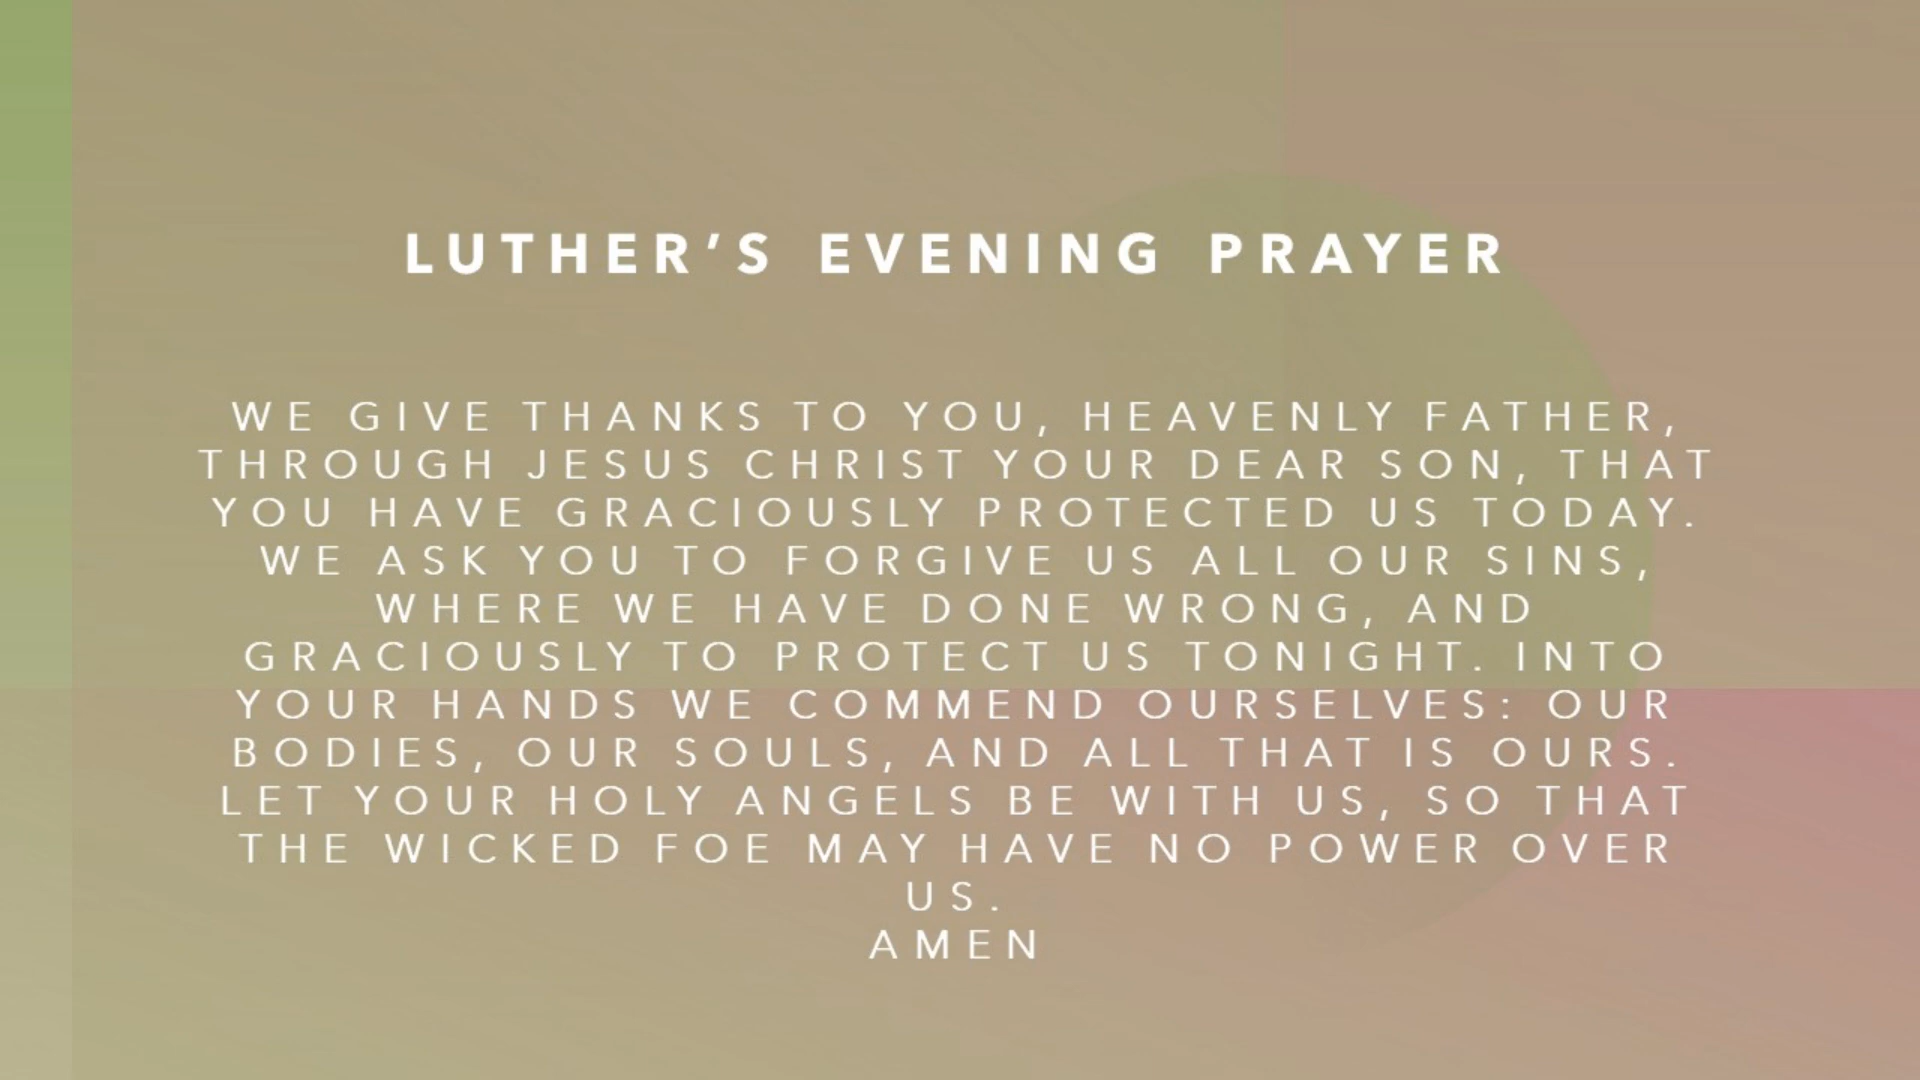 LUTHER’S EVENING PRAYER
WE GIVE THANKS TO YOU, HEAVENLY FATHER,
THROUGH JESUS CHRIST YOUR DEAR SON, THAT
YOU HAVE GRACIOUSLY PROTECTED US TODAY.
WE ASK YOU TO FORGIVE US ALL OUR SINS,
WHERE WE HAVE DONE WRONG, AND
GRACIOUSLY TO PROTECT US TONIGHT. INTO
YOUR HANDS WE COMMEND OURSELVES: OUR
BODIES, OUR SOULS, AND ALL THAT IS OURS.
LET YOUR HOLY ANGELS BE WITH US, SO THAT
THE WICKED FOE MAY HAVE NO POWER OVER
US.
AMEN